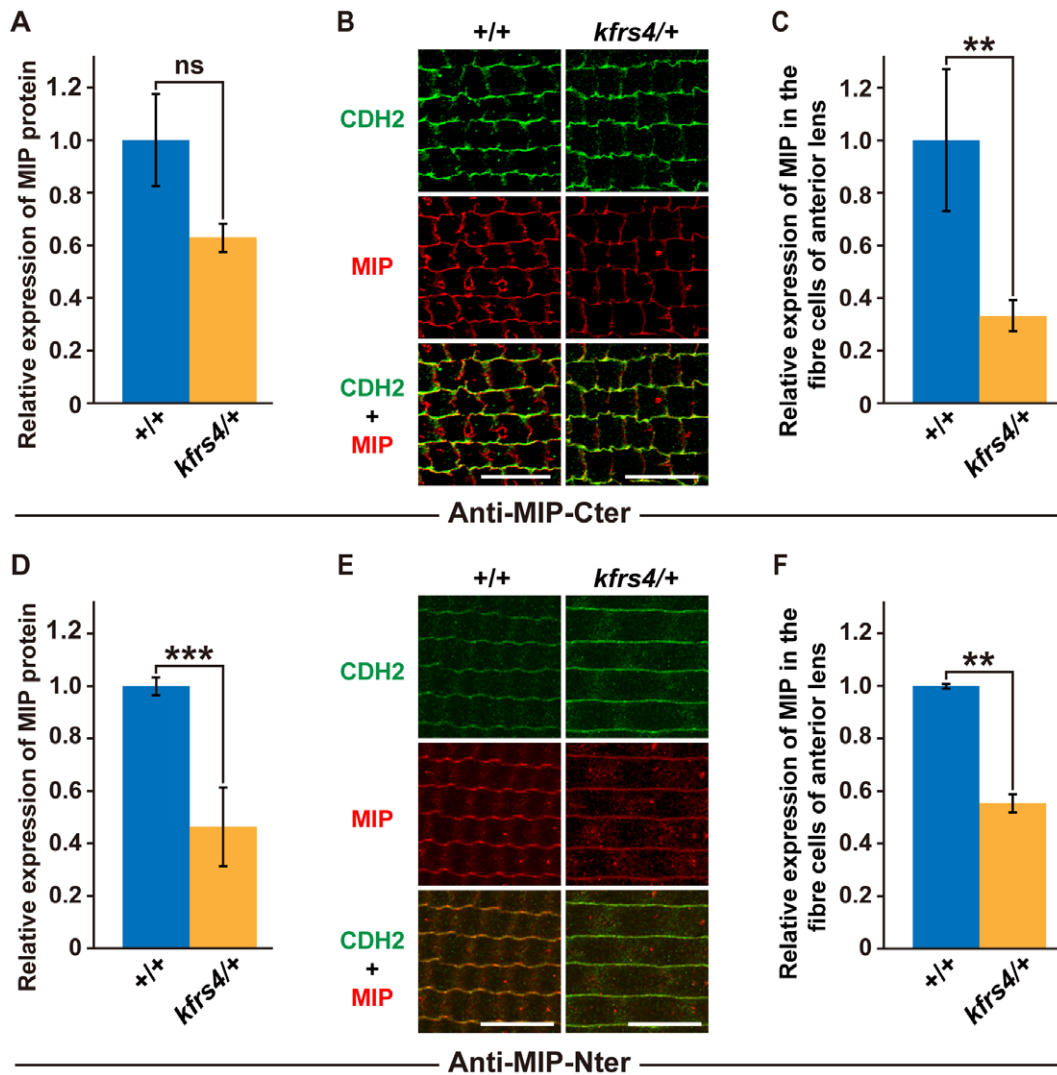 A
Relative expression of MIP protein
1.2
1.0
0.8
0.6
0.4
0.2
0
ns
+/+
kfrs4/+
B
+/+
kfrs4/+
CDH2
MIP
CDH2
+
MIP
C
Relative expression of MIP in the
fibre cells of anterior lens
1.2
1.0
0.8
0.6
0.4
0.2
0
**
+/+
kfrs4/+
Anti-MIP-Cter
D
Relative expression of MIP protein
1.2
1.0
0.8
0.6
0.4
0.2
0
***
+/+
kfrs4/+
E
+/+
kfrs4/+
CDH2
MIP
CDH2
+
MIP
F
Relative expression of MIP in the
fibre cells of anterior lens
1.2
1.0
0.8
0.6
0.4
0.2
0
**
+/+
kfrs4/+
Anti-MIP-Nter